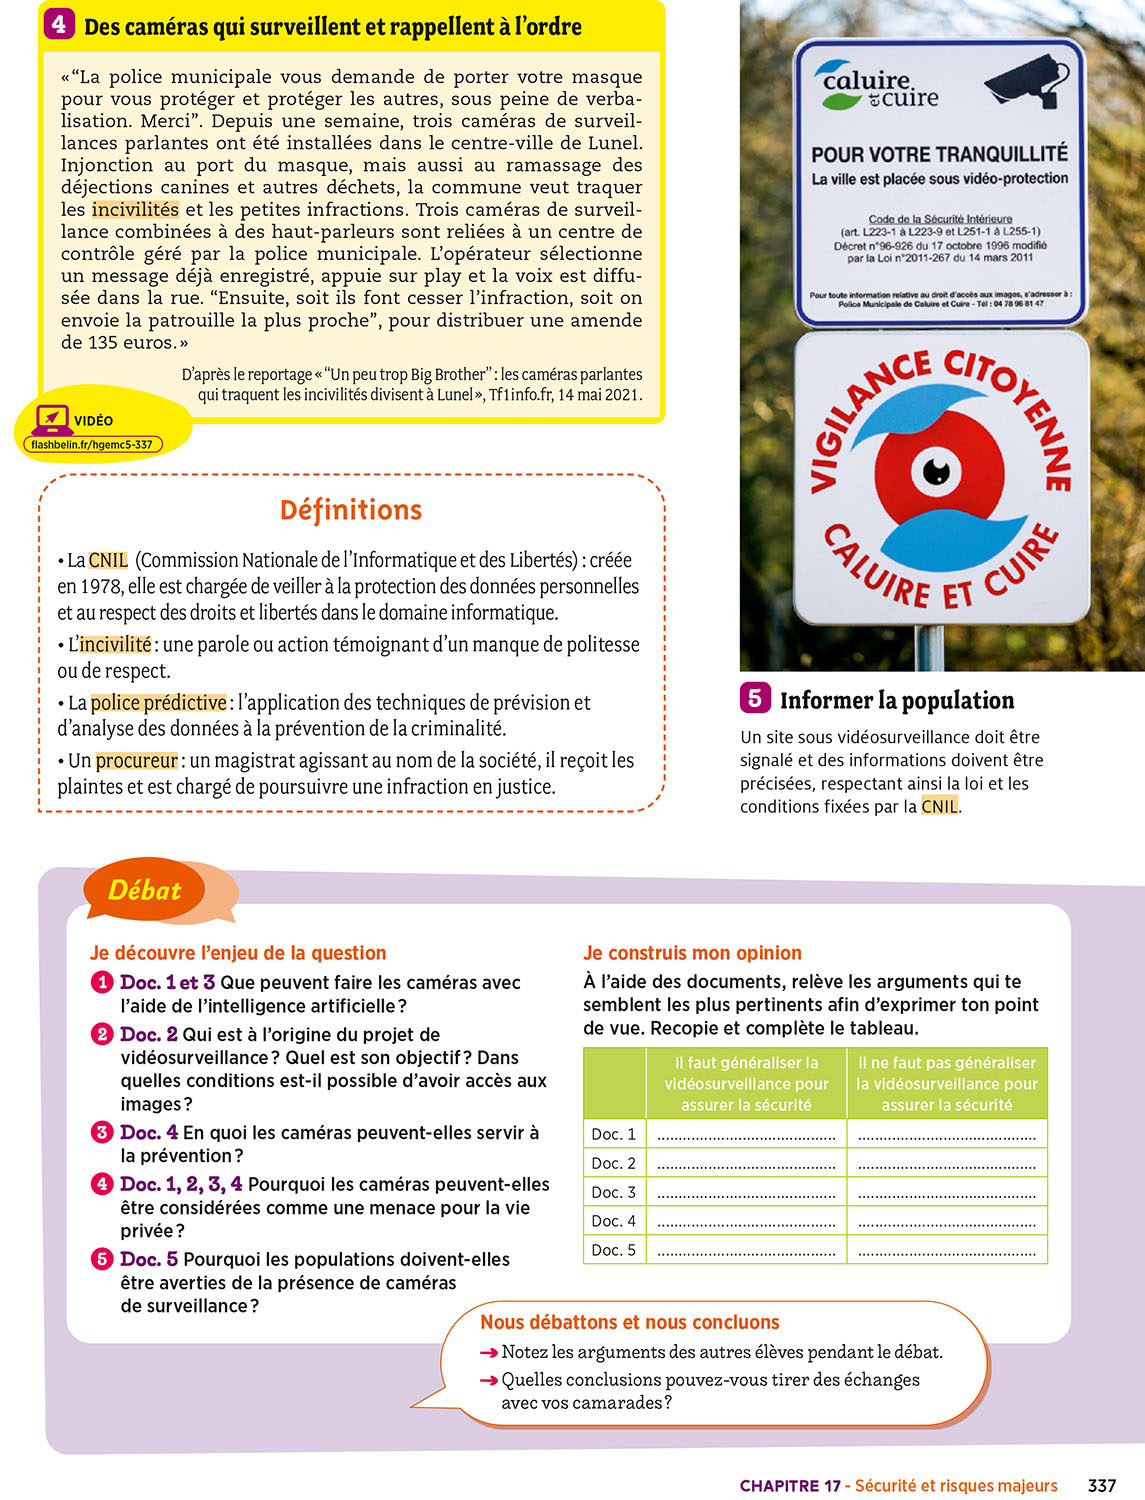 4 Des caméras qui surveillent et rappellent à l'ordre
« “La police municipale vous demande de porter votre masque
pour vous protéger et protéger les autres, sous peine de verba-
lisation. Merci”. Depuis une semaine, trois caméras de surveil-
lances parlantes ont été installées dans le centre-ville de Lunel.
Injonction au port du masque, mais aussi au ramassage des
déjections canines et autres déchets, la commune veut traquer
les incivilités et les petites infractions. Trois caméras de surveil-
lance combinées à des haut-parleurs sont reliées à un centre de
contrôle géré par la police municipale. L'opérateur sélectionne
un message déjà enregistré, appuie sur play et la voix est diffu-
sée dans la rue. “Ensuite, soit ils font cesser l'infraction, soit on
envoie la patrouille la plus proche”, pour distribuer une amende
de 135 euros. »
D'après le reportage « “Un peu trop Big Brother” : les caméras parlantes
qui traquent les incivilités divisent à Lunel », Tf1info.fr, 14 mai 2021.
VIDÉO
flashbelin.fr/hgemc5-337
Définitions
• La CNIL (Commission Nationale de l'Informatique et des Libertés) : créée
en 1978, elle est chargée de veiller à la protection des données personnelles
et au respect des droits et libertés dans le domaine informatique.
• L'incivilité : une parole ou action témoignant d'un manque de politesse
ou de respect.
• La police prédictive : l'application des techniques de prévision et
d'analyse des données à la prévention de la criminalité.
• Un procureur : un magistrat agissant au nom de la société, il reçoit les
plaintes et est chargé de poursuivre une infraction en justice.
caluire
et cuire
POUR VOTRE TRANQUILLITÉ
La ville est placée sous vidéo-protection
Code de la Sécurité Intérieure
(art. L223-1 à L223-9 et L251-1 à L255-1)
Décret n°96-926 du 17 octobre 1996 modifié
par la Loi n°2011-267 du 14 mars 2011
Pour toute information relative au droit d'accès aux images, s'adresser à :
Police Municipale de Caluire et Cuire - Tél : 04 78 98 81 47
VIGILANCE CITOYENNE
CALUIRE ET CUIRE
5 Informer la population
Un site sous vidéosurveillance doit être
signalé et des informations doivent être
précisées, respectant ainsi la loi et les
conditions fixées par la CNIL.
Débat
Je découvre l'enjeu de la question
1 Doc. 1 et 3 Que peuvent faire les caméras avec
l'aide de l'intelligence artificielle ?
2 Doc. 2 Qui est à l'origine du projet de
vidéosurveillance ? Quel est son objectif ? Dans
quelles conditions est-il possible d'avoir accès aux
images ?
3 Doc. 4 En quoi les caméras peuvent-elles servir à
la prévention ?
4 Doc. 1, 2, 3, 4 Pourquoi les caméras peuvent-elles
être considérées comme une menace pour la vie
privée ?
5 Doc. 5 Pourquoi les populations doivent-elles
être averties de la présence de caméras
de surveillance ?
Je construis mon opinion
À l'aide des documents, relève les arguments qui te
semblent les plus pertinents afin d'exprimer ton point
de vue. Recopie et complète le tableau.
Il faut généraliser la
vidéosurveillance pour
assurer la sécurité
Il ne faut pas généraliser
la vidéosurveillance pour
assurer la sécurité
Doc. 1 .......................................... ..........................................
Doc. 2 .......................................... ..........................................
Doc. 3 .......................................... ..........................................
Doc. 4 .......................................... ..........................................
Doc. 5 .......................................... ..........................................
Nous débattons et nous concluons
➞ Notez les arguments des autres élèves pendant le débat.
➞ Quelles conclusions pouvez-vous tirer des échanges
avec vos camarades ?
CHAPITRE 17 - Sécurité et risques majeurs 337